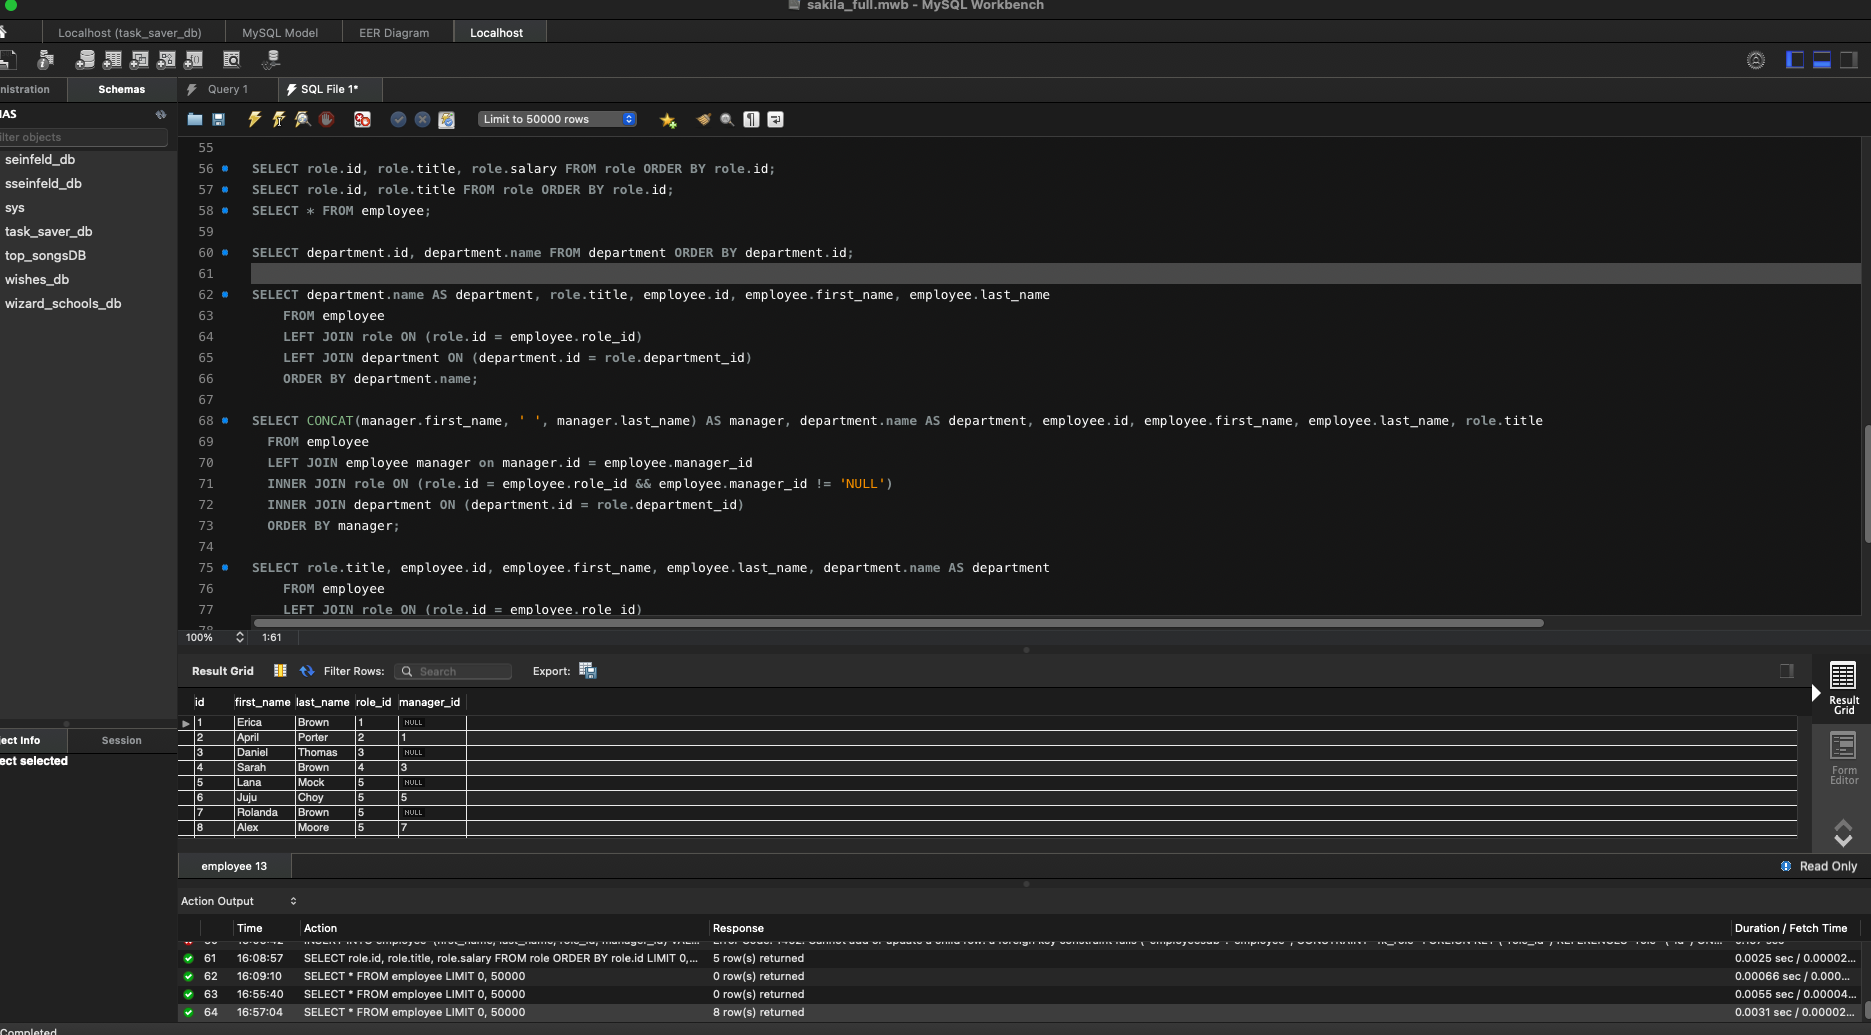 sakila_full.mwb - MySQL Workbench
Localhost (task_saver_db) MySQL Model EER Diagram Localhost
nistration Schemas Query 1 SQL File 1*
AS
ilter objects
seinfeld_db
sseinfeld_db
sys
task_saver_db
top_songsDB
wishes_db
wizard_schools_db
Limit to 50000 rows
55
56 SELECT role.id, role.title, role.salary FROM role ORDER BY role.id;
57 SELECT role.id, role.title FROM role ORDER BY role.id;
58 SELECT * FROM employee;
59
60 SELECT department.id, department.name FROM department ORDER BY department.id;
61
62 SELECT department.name AS department, role.title, employee.id, employee.first_name, employee.last_name
63 FROM employee
64 LEFT JOIN role ON (role.id = employee.role_id)
65 LEFT JOIN department ON (department.id = role.department_id)
66 ORDER BY department.name;
67
68 SELECT CONCAT(manager.first_name, ' ', manager.last_name) AS manager, department.name AS department, employee.id, employee.first_name, employee.last_name, role.title
69 FROM employee
70 LEFT JOIN employee manager on manager.id = employee.manager_id
71 INNER JOIN role ON (role.id = employee.role_id && employee.manager_id != 'NULL')
72 INNER JOIN department ON (department.id = role.department_id)
73 ORDER BY manager;
74
75 SELECT role.title, employee.id, employee.first_name, employee.last_name, department.name AS department
76 FROM employee
77 LEFT JOIN role ON (role.id = employee.role_id)
78
100% 1:61
Result Grid Filter Rows: Search Export:
id first_name last_name role_id manager_id
1 Erica Brown 1 NULL
2 April Porter 2 1
3 Daniel Thomas 3 NULL
4 Sarah Brown 4 3
5 Lana Mock 5 NULL
6 Juju Choy 5 5
7 Rolanda Brown 5 NULL
8 Alex Moore 5 7
Result
Grid
Form
Editor
ect Info Session
ect selected
employee 13 Read Only
Action Output
Time Action Response Duration / Fetch Time
61 16:08:57 SELECT role.id, role.title, role.salary FROM role ORDER BY role.id LIMIT 0,... 5 row(s) returned 0.0025 sec / 0.00002...
62 16:09:10 SELECT * FROM employee LIMIT 0, 50000 0 row(s) returned 0.00066 sec / 0.000...
63 16:55:40 SELECT * FROM employee LIMIT 0, 50000 0 row(s) returned 0.0055 sec / 0.00004...
64 16:57:04 SELECT * FROM employee LIMIT 0, 50000 8 row(s) returned 0.0031 sec / 0.00002...
Completed